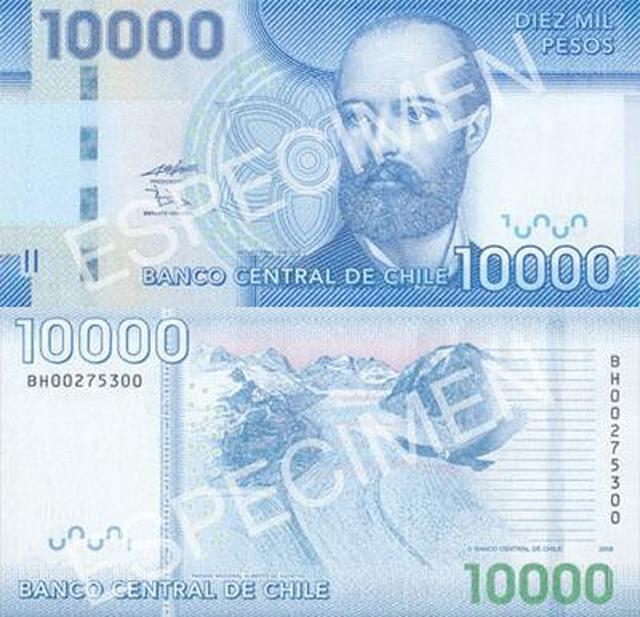 10000
DIEZ MIL
PESOS
ESPECIMEN
PRESIDENTE
BANCO CENTRAL DE CHILE 10000
10000
BH00275300
BH00275300
ESPECIMEN
© BANCO CENTRAL DE CHILE
BANCO CENTRAL DE CHILE
10000